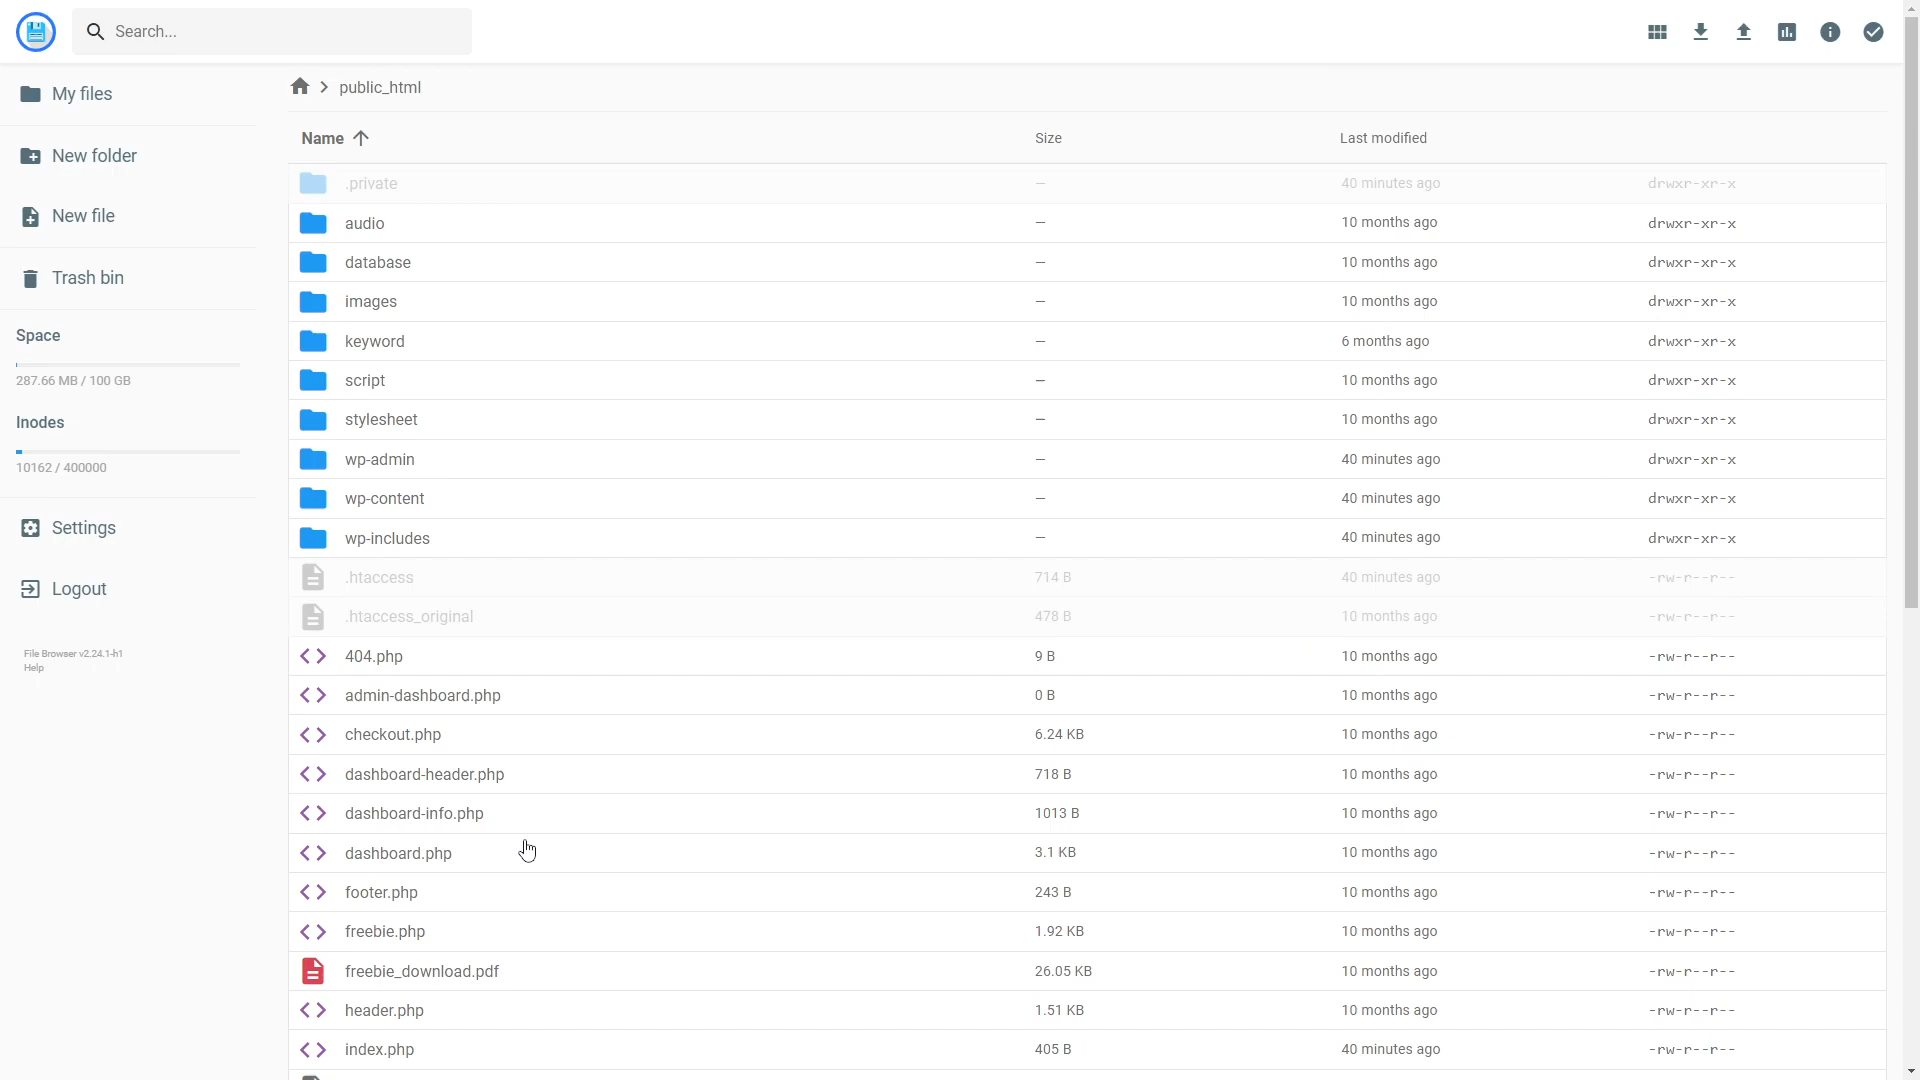 Search...
My files
New folder
New file
Trash bin
Space
287.66 MB / 100 GB
Inodes
10162 / 400000
Settings
Logout
File Browser v2.24.1-h1
Help
public_html
Name Size Last modified
.private — 40 minutes ago drwxr-xr-x
audio — 10 months ago drwxr-xr-x
database — 10 months ago drwxr-xr-x
images — 10 months ago drwxr-xr-x
keyword — 6 months ago drwxr-xr-x
script — 10 months ago drwxr-xr-x
stylesheet — 10 months ago drwxr-xr-x
wp-admin — 40 minutes ago drwxr-xr-x
wp-content — 40 minutes ago drwxr-xr-x
wp-includes — 40 minutes ago drwxr-xr-x
.htaccess 714 B 40 minutes ago -rw-r--r--
.htaccess_original 478 B 10 months ago -rw-r--r--
404.php 9 B 10 months ago -rw-r--r--
admin-dashboard.php 0 B 10 months ago -rw-r--r--
checkout.php 6.24 KB 10 months ago -rw-r--r--
dashboard-header.php 718 B 10 months ago -rw-r--r--
dashboard-info.php 1013 B 10 months ago -rw-r--r--
dashboard.php 3.1 KB 10 months ago -rw-r--r--
footer.php 243 B 10 months ago -rw-r--r--
freebie.php 1.92 KB 10 months ago -rw-r--r--
freebie_download.pdf 26.05 KB 10 months ago -rw-r--r--
header.php 1.51 KB 10 months ago -rw-r--r--
index.php 405 B 40 minutes ago -rw-r--r--